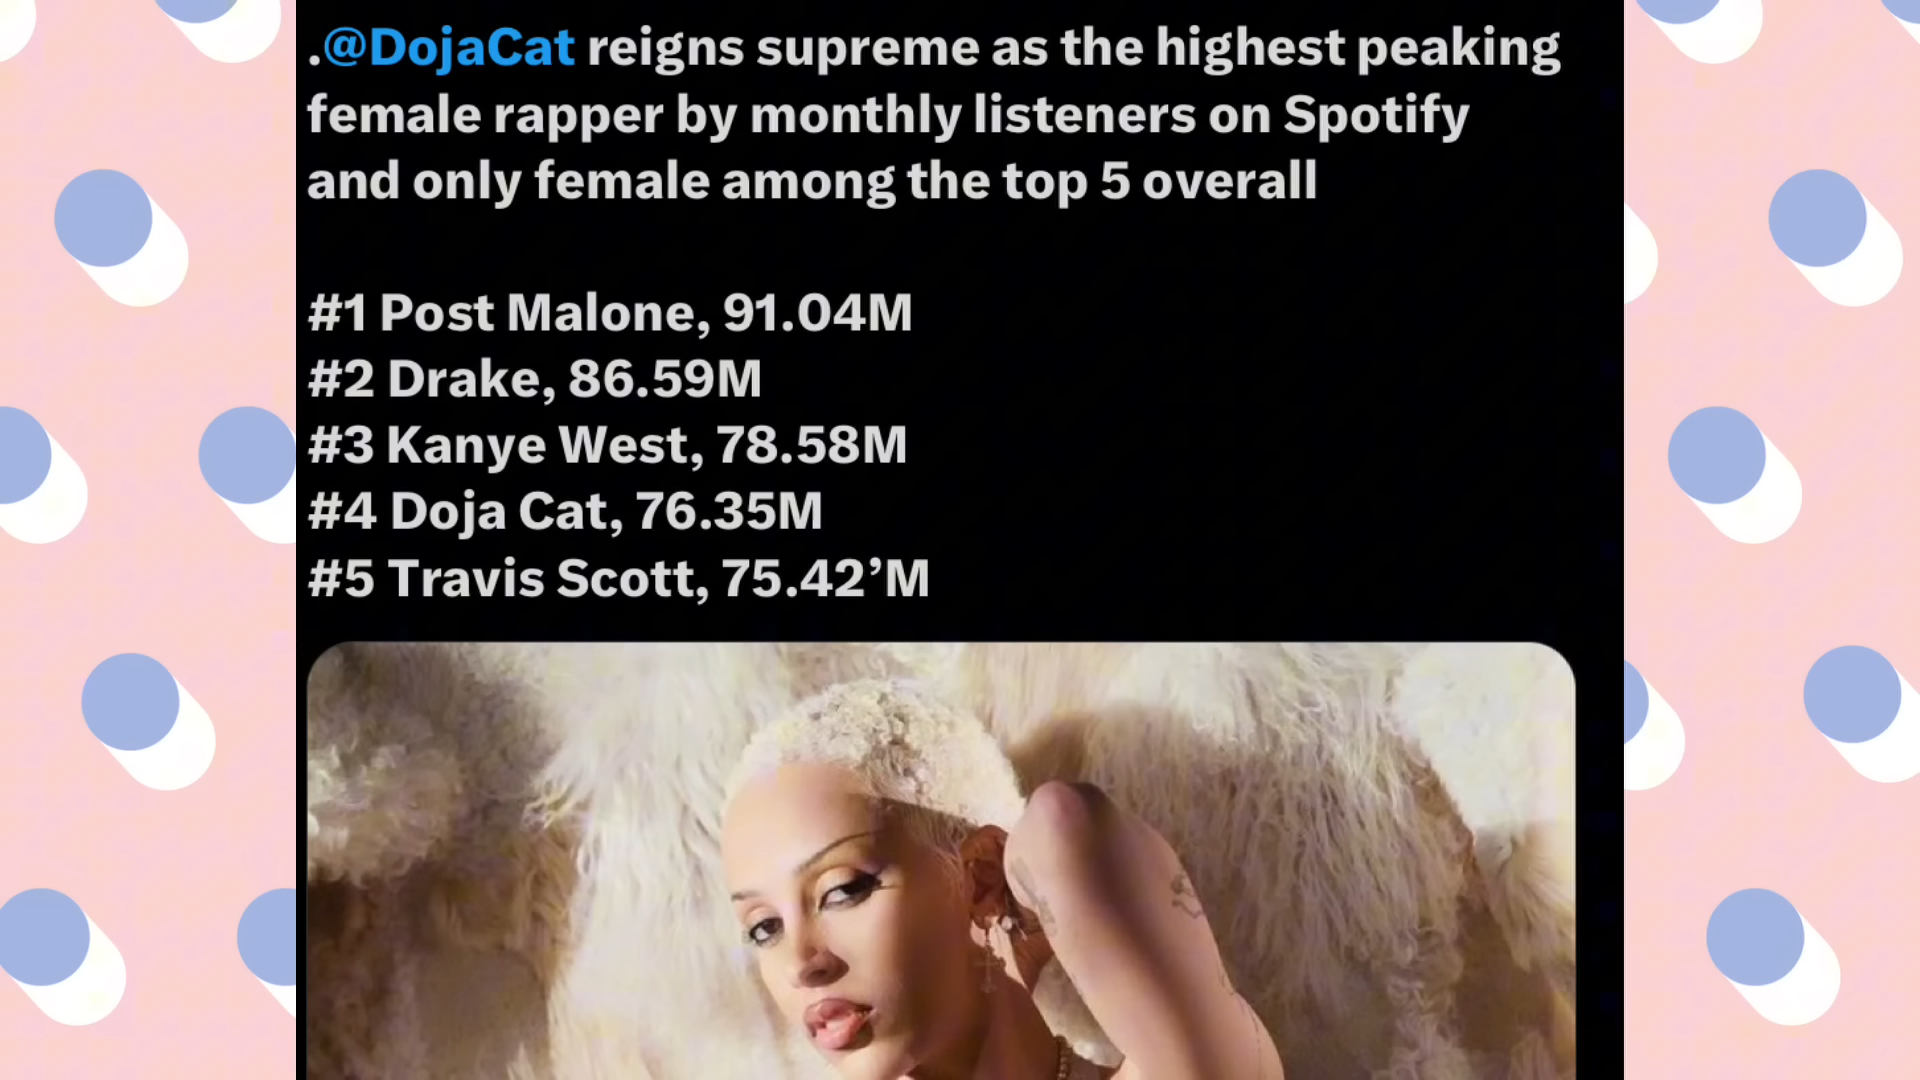 .@DojaCat reigns supreme as the highest peaking
female rapper by monthly listeners on Spotify
and only female among the top 5 overall
#1 Post Malone, 91.04M
#2 Drake, 86.59M
#3 Kanye West, 78.58M
#4 Doja Cat, 76.35M
#5 Travis Scott, 75.42’M